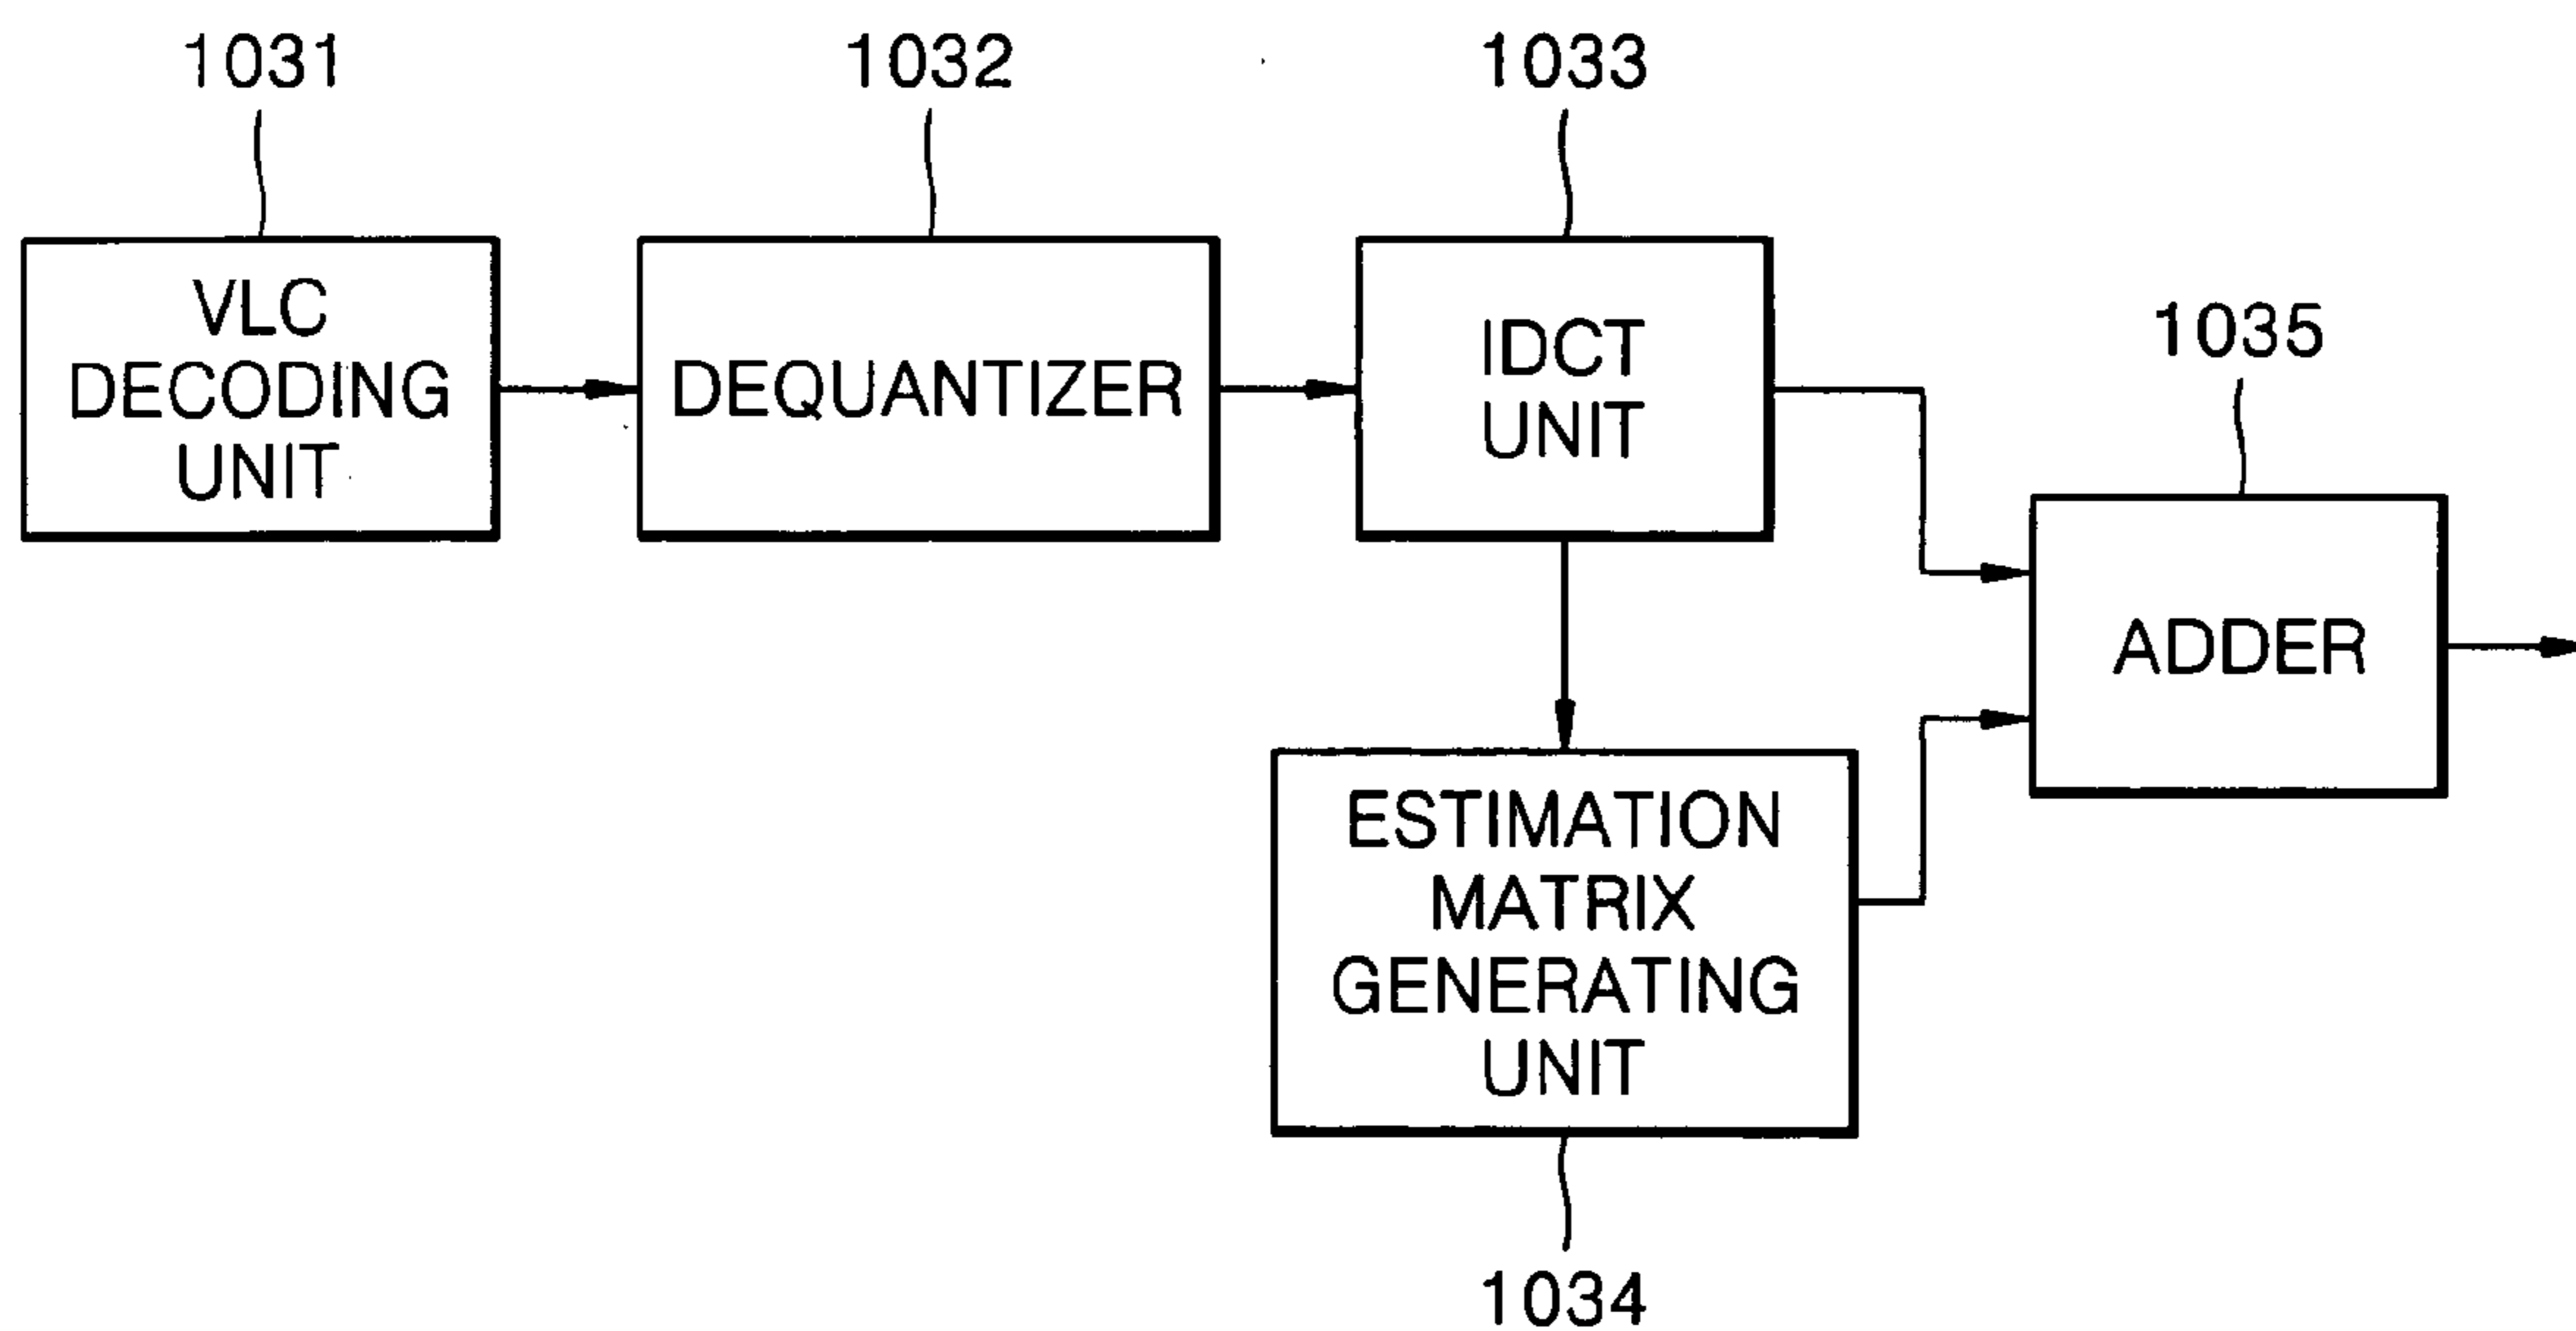 1031
1032
1033
VLC
DECODING
UNIT
DEQUANTIZER
IDCT
UNIT
1035
ADDER
ESTIMATION
MATRIX
GENERATING
UNIT
1034